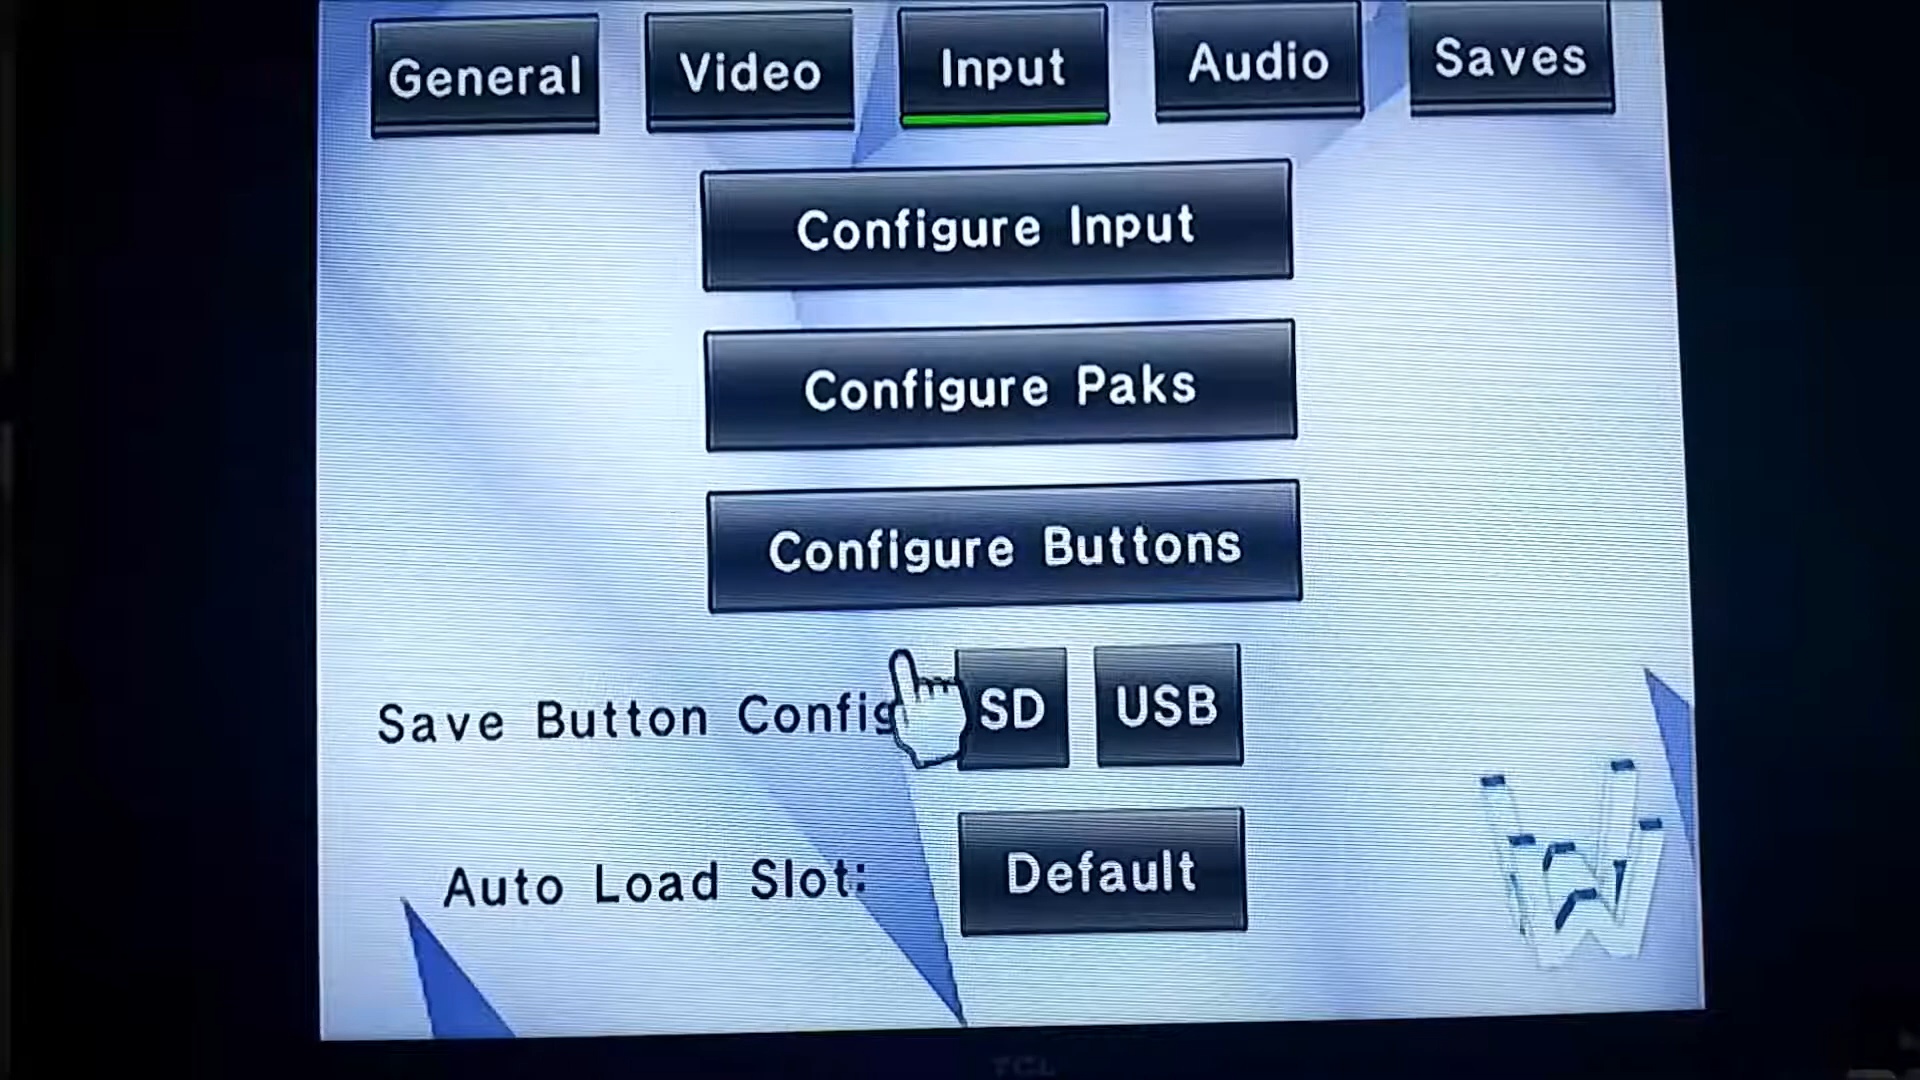 General Video Input Audio Saves
Configure Input
Configure Paks
Configure Buttons
Save Button Config SD USB
Auto Load Slot: Default
TCL